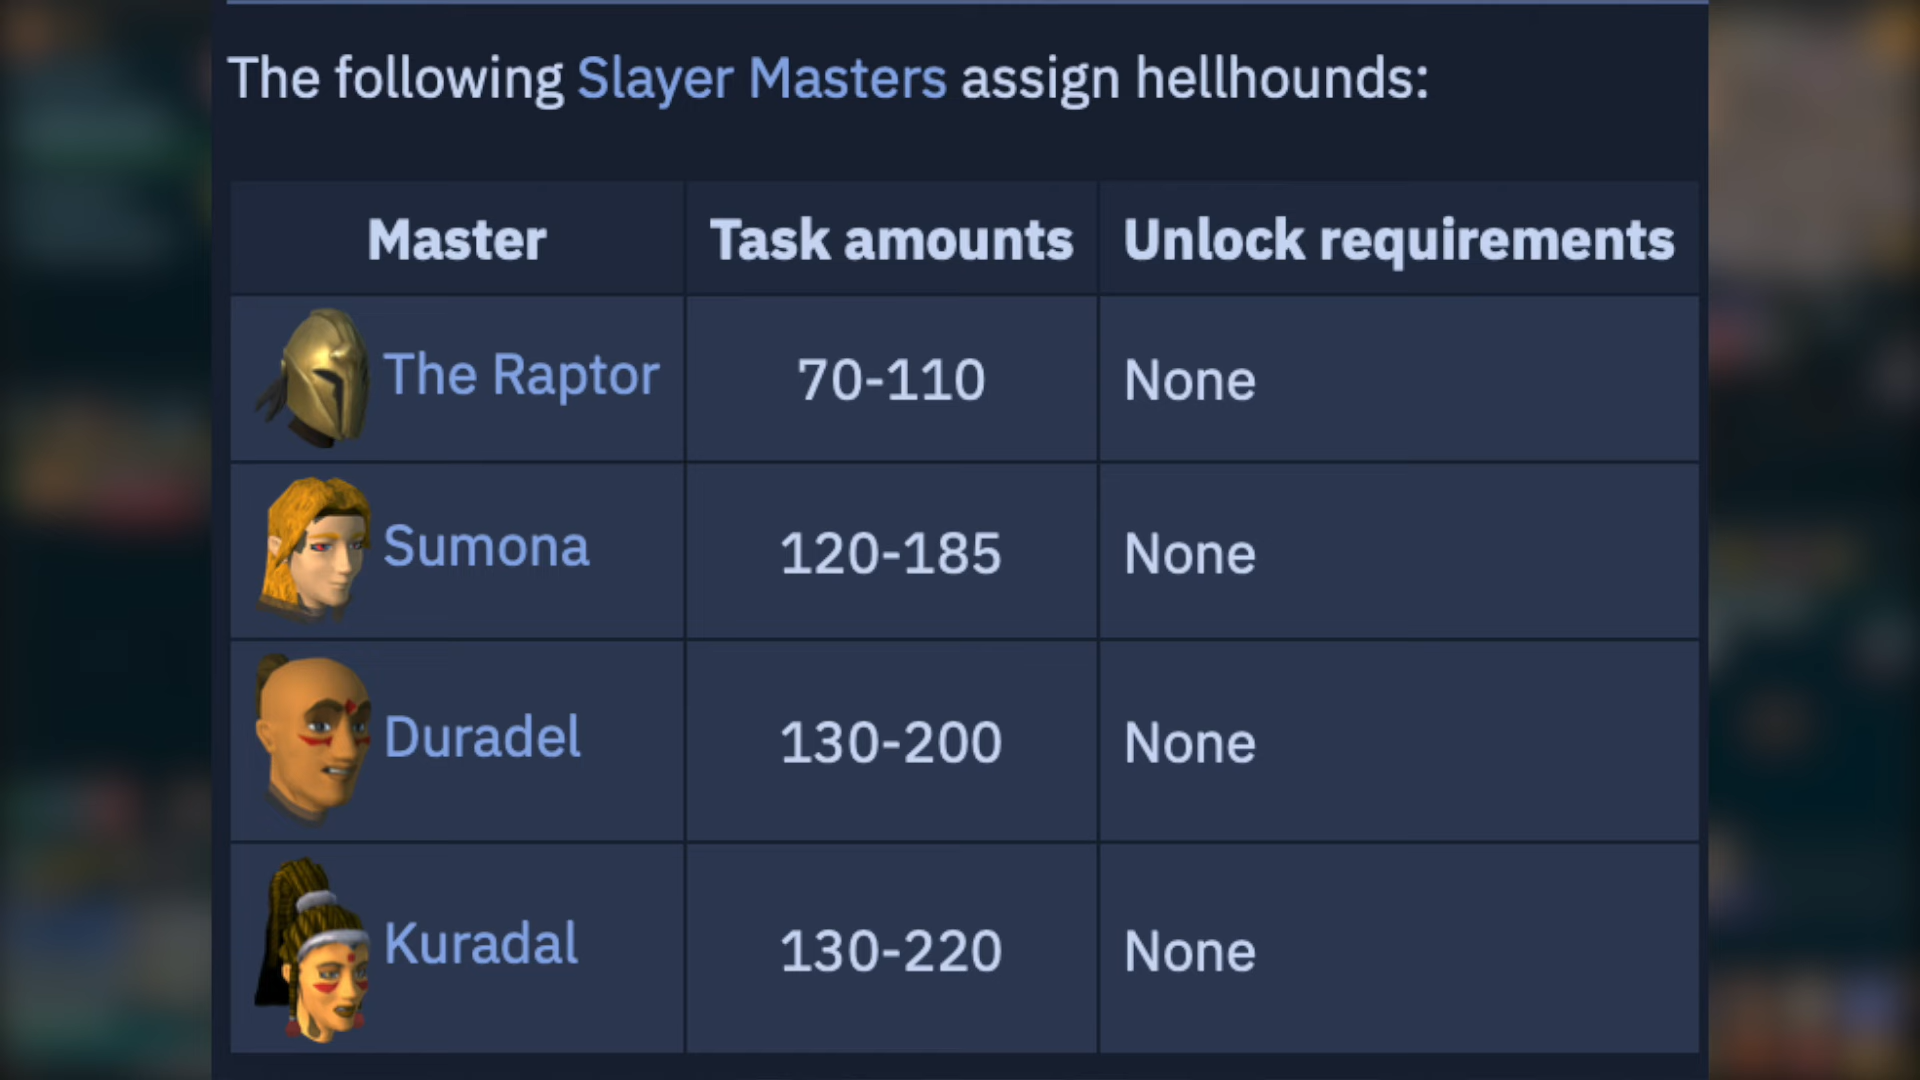 The following Slayer Masters assign hellhounds:
Master Task amounts Unlock requirements
The Raptor 70-110 None
Sumona 120-185 None
Duradel 130-200 None
Kuradal 130-220 None